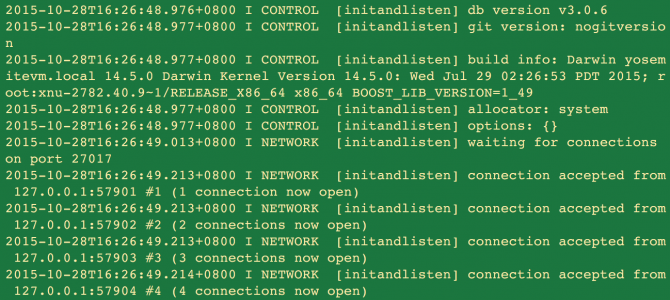 2015-10-28T16:26:48.976+0800 I CONTROL  [initandlisten] db version v3.0.6
2015-10-28T16:26:48.977+0800 I CONTROL  [initandlisten] git version: nogitversio
n
2015-10-28T16:26:48.977+0800 I CONTROL  [initandlisten] build info: Darwin yosem
itevm.local 14.5.0 Darwin Kernel Version 14.5.0: Wed Jul 29 02:26:53 PDT 2015; r
oot:xnu-2782.40.9~1/RELEASE_X86_64 x86_64 BOOST_LIB_VERSION=1_49
2015-10-28T16:26:48.977+0800 I CONTROL  [initandlisten] allocator: system
2015-10-28T16:26:48.977+0800 I CONTROL  [initandlisten] options: {}
2015-10-28T16:26:49.013+0800 I NETWORK  [initandlisten] waiting for connections
on port 27017
2015-10-28T16:26:49.213+0800 I NETWORK  [initandlisten] connection accepted from
 127.0.0.1:57901 #1 (1 connection now open)
2015-10-28T16:26:49.213+0800 I NETWORK  [initandlisten] connection accepted from
 127.0.0.1:57902 #2 (2 connections now open)
2015-10-28T16:26:49.213+0800 I NETWORK  [initandlisten] connection accepted from
 127.0.0.1:57903 #3 (3 connections now open)
2015-10-28T16:26:49.214+0800 I NETWORK  [initandlisten] connection accepted from
 127.0.0.1:57904 #4 (4 connections now open)